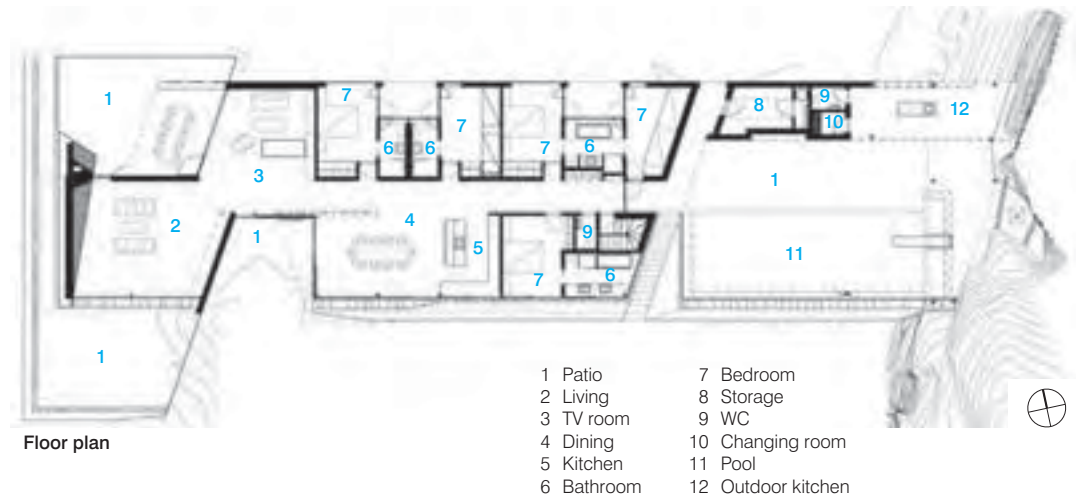 1
7
8
9
12
10
6
6
7
7
6
7
3
1
2
1
4
5
9
11
7
6
1
1 Patio
2 Living
3 TV room
4 Dining
5 Kitchen
6 Bathroom
7 Bedroom
8 Storage
9 WC
10 Changing room
11 Pool
12 Outdoor kitchen
Floor plan